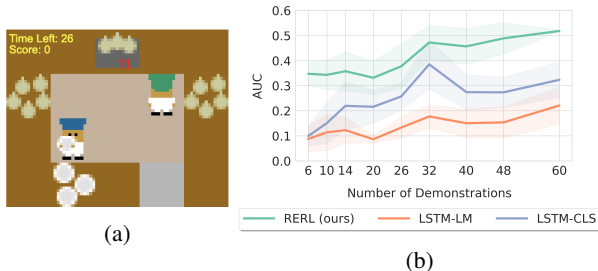 Time Left: 26
Score: 0
11
(a)
0.6
0.5
0.4
0.3
0.2
0.1
0.0
AUC
6 10 14 20 26 32 40 48 60
Number of Demonstrations
RERL (ours) LSTM-LM LSTM-CLS
(b)